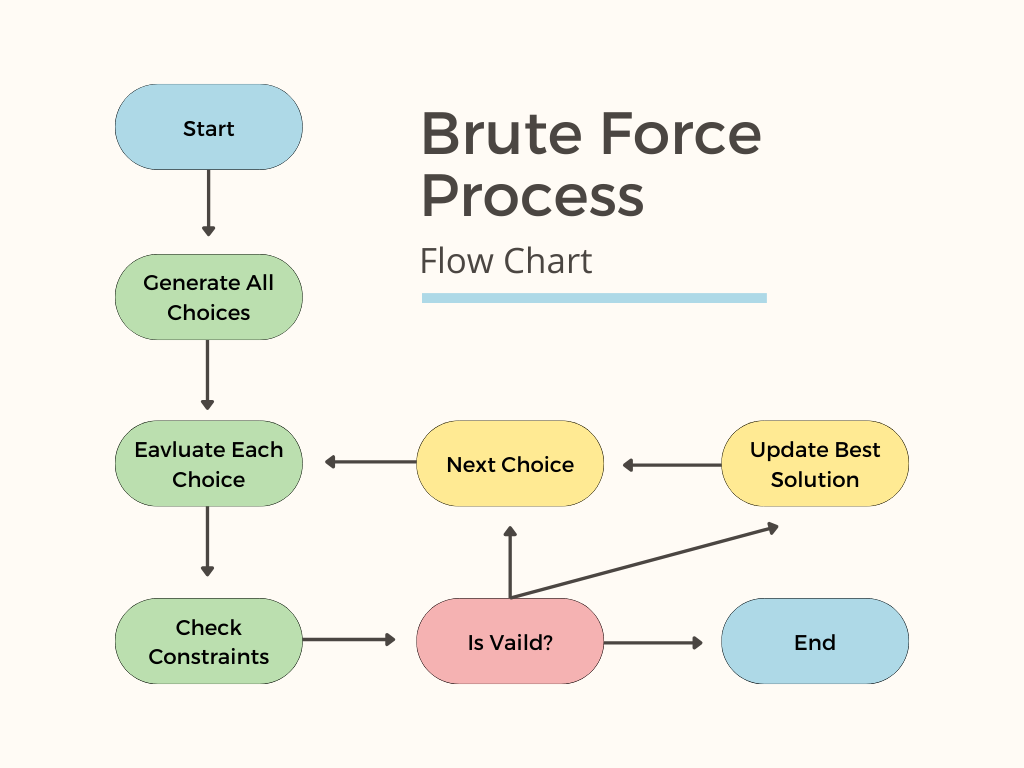 Start
Brute Force
Process
Flow Chart
Generate All
Choices
Eavluate Each
Choice
Next Choice
Update Best
Solution
Check
Constraints
Is Vaild?
End